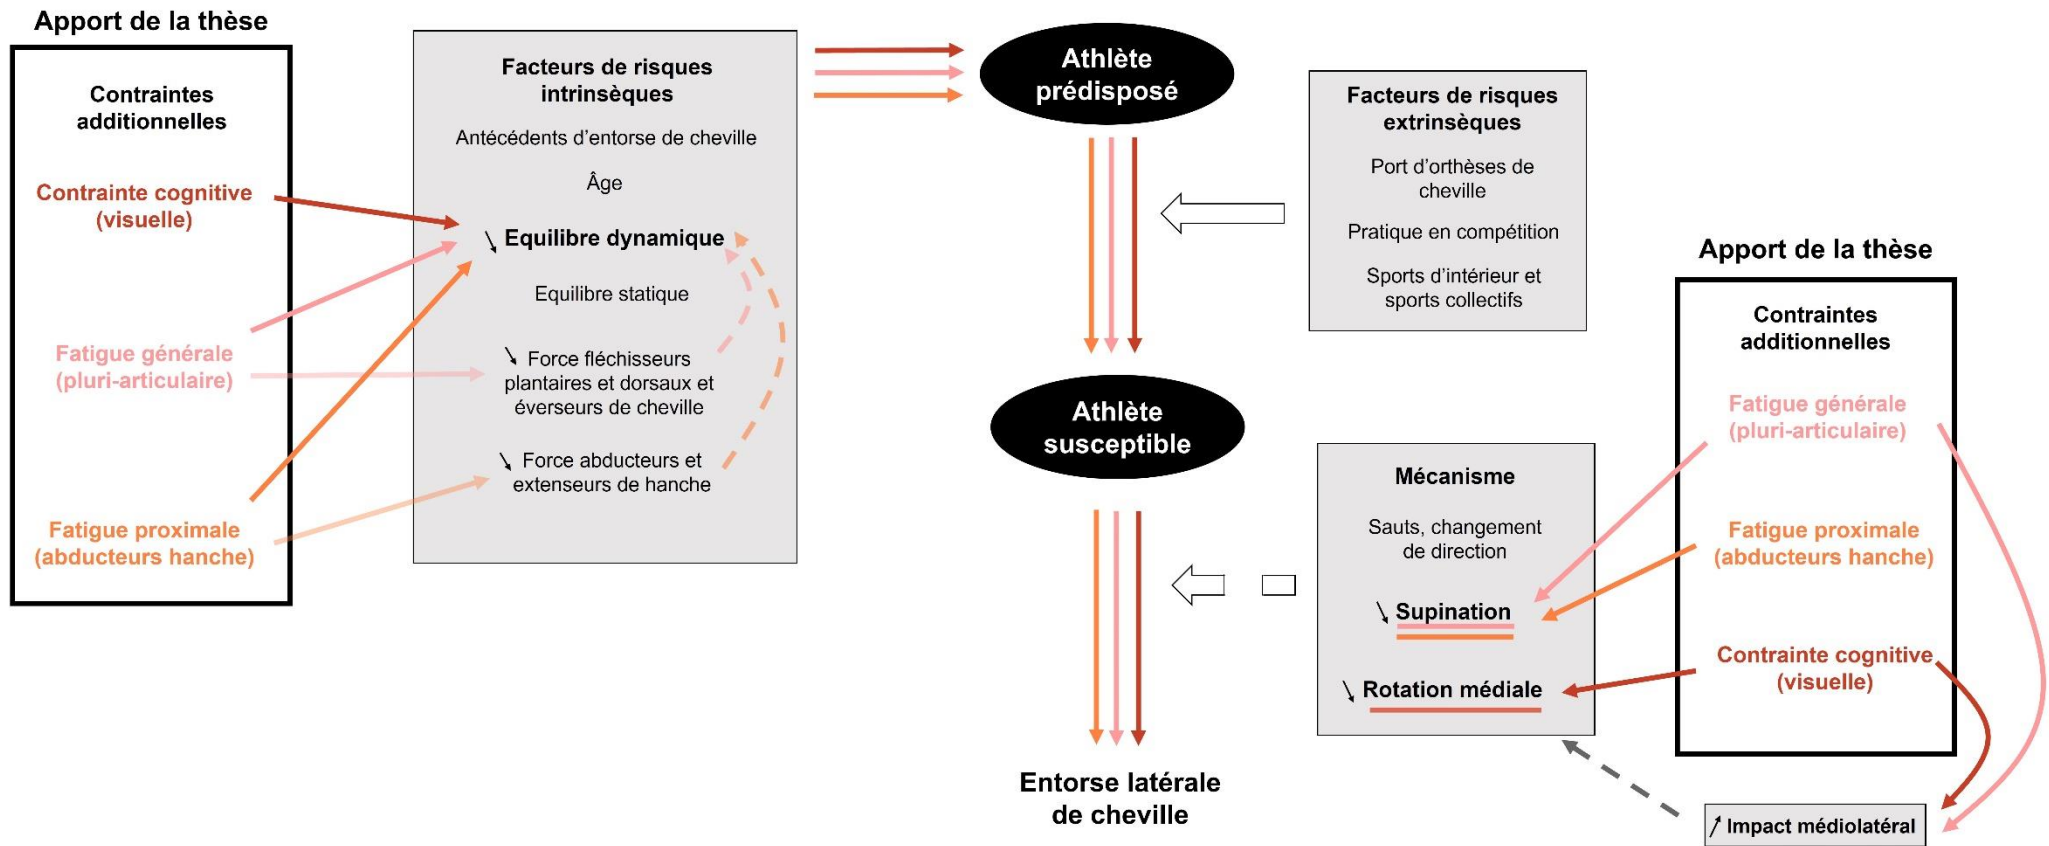 Apport de la thèse
Contraintes
additionnelles
Contrainte cognitive
(visuelle)
Fatigue générale
(pluri-articulaire)
Fatigue proximale
(abducteurs hanche)
Facteurs de risques
intrinsèques
Antécédents d’entorse de cheville
Âge
Equilibre dynamique
Equilibre statique
Force fléchisseurs
plantaires et dorsaux et
éverseurs de cheville
Force abducteurs et
extenseurs de hanche
Athlète
prédisposé
Facteurs de risques
extrinsèques
Port d’orthèses de
cheville
Pratique en compétition
Sports d’intérieur et
sports collectifs
Athlète
susceptible
Mécanisme
Sauts, changement
de direction
Supination
Rotation médiale
Entorse latérale
de cheville
Apport de la thèse
Contraintes
additionnelles
Fatigue générale
(pluri-articulaire)
Fatigue proximale
(abducteurs hanche)
Contrainte cognitive
(visuelle)
Impact médiolatéral